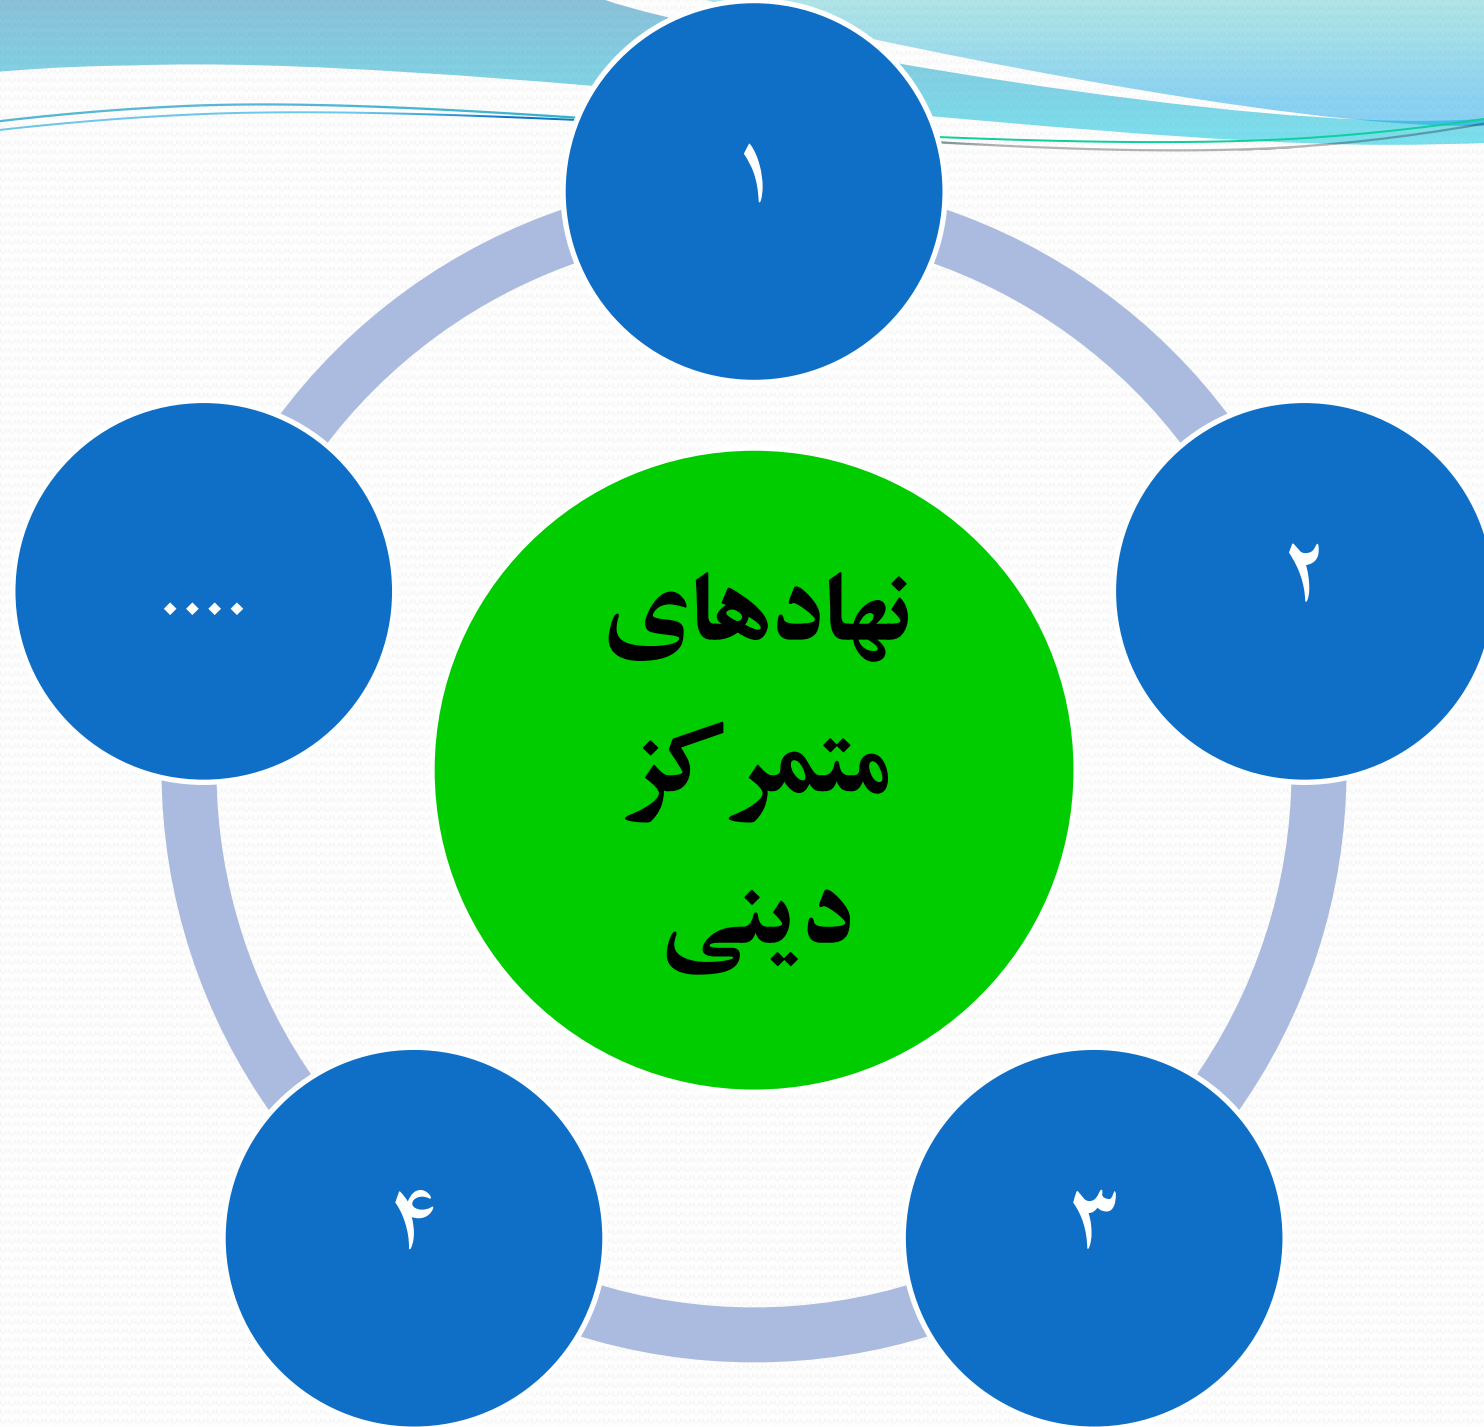 ۱
۲
نهادهای
متمرکز
دینی
....
۳
۴